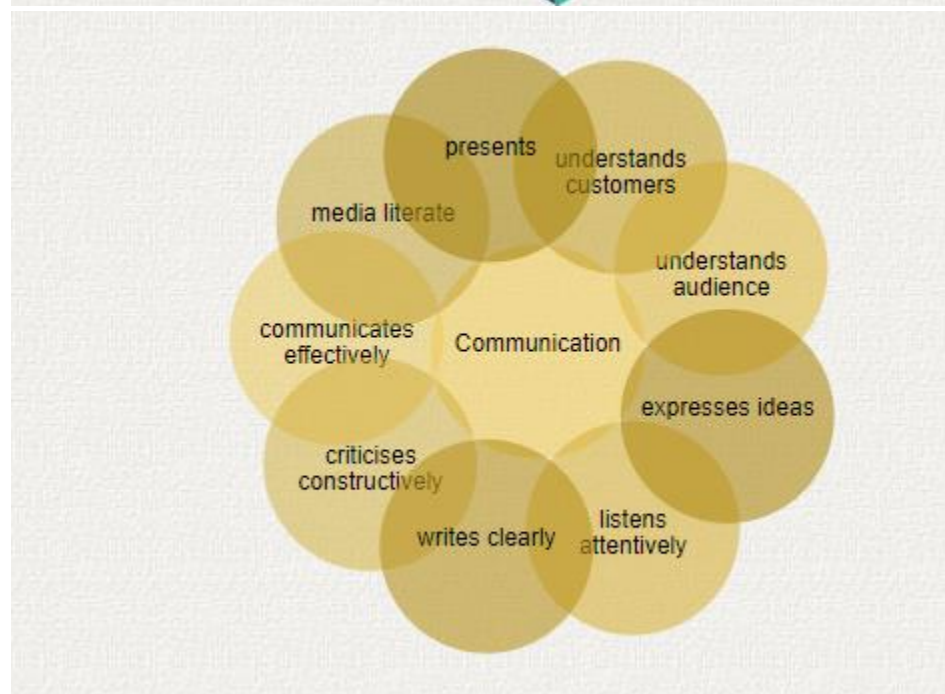 presents
understands
customers
media literate
understands
audience
communicates
effectively
Communication
expresses ideas
criticises
constructively
listens
attentively
writes clearly